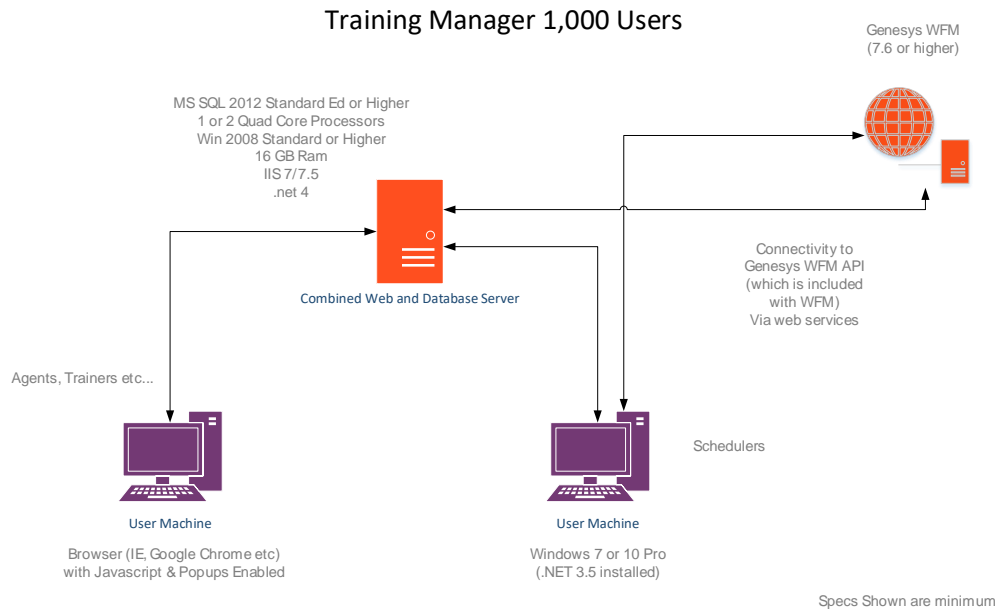 Training Manager 1,000 Users
Genesys WFM
(7.6 or higher)
MS SQL 2012 Standard Ed or Higher
1 or 2 Quad Core Processors
Win 2008 Standard or Higher
16 GB Ram
IIS 7/7.5
.net 4
Combined Web and Database Server
Connectivity to
Genesys WFM API
(which is included
with WFM)
Via web services
Agents, Trainers etc...
Schedulers
User Machine
Browser (IE, Google Chrome etc)
with Javascript & Popups Enabled
User Machine
Windows 7 or 10 Pro
(.NET 3.5 installed)
Specs Shown are minimum